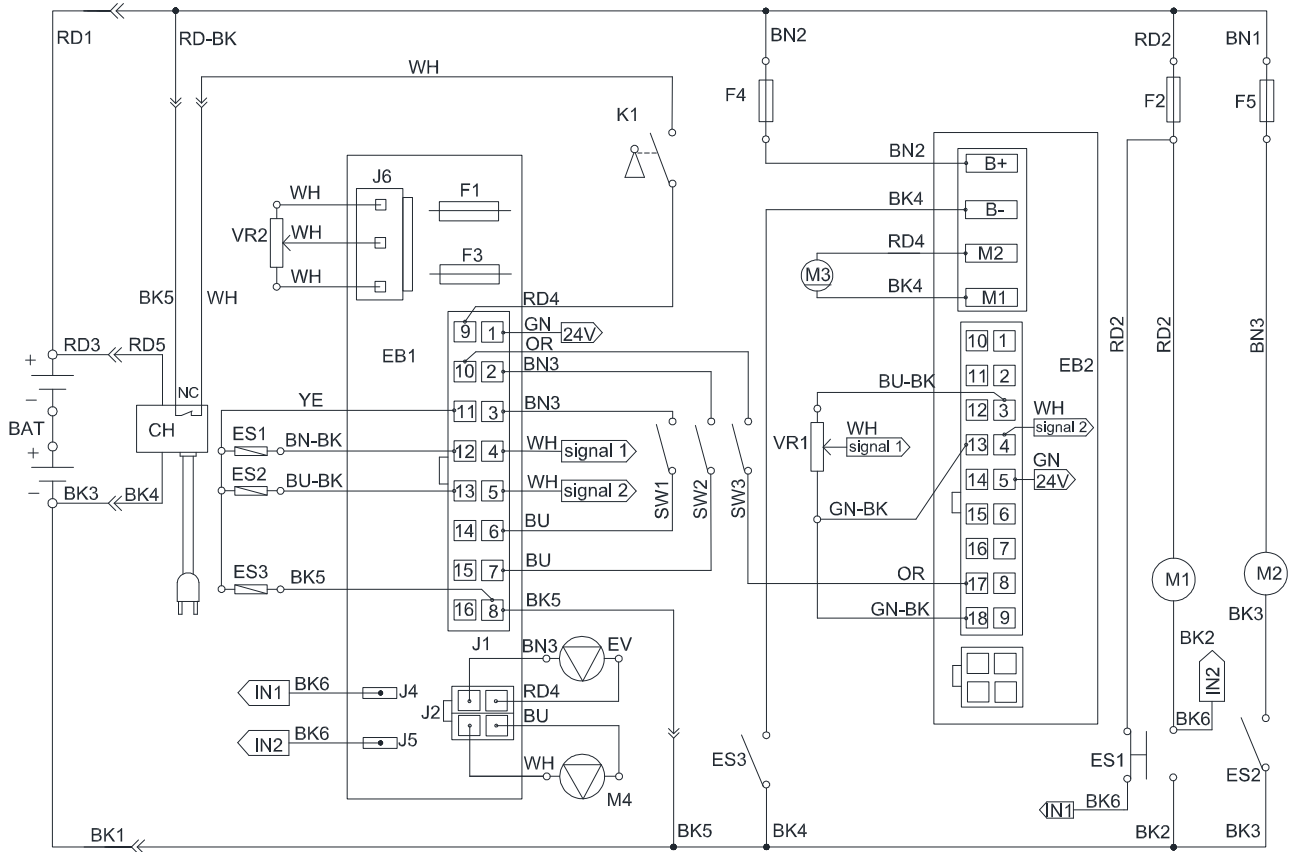 RD1
RD-BK
BN2
RD2
BN1
WH
F4
F2
F5
K1
BN2
B+
J6
WH
F1
BK4
B-
VR2
WH
RD4
M2
F3
M3
WH
BK4
M1
BK5
WH
RD4
RD2
RD2
BN3
9 1
GN
24V
OR
10 1
+
RD3
RD5
EB1
10 2
BN3
EB2
11 2
NC
BU-BK
−
YE
11 3
BN3
12 3
WH
signal 2
BAT
CH
ES1
BN-BK
12 4
WH
signal 1
VR1
WH
signal 1
13 4
+
GN
ES2
BU-BK
13 5
WH
signal 2
14 5
24V
−
BK3
BK4
SW1
SW2
SW3
GN-BK
15 6
14 6
BU
16 7
15 7
BU
ES3
BK5
OR
17 8
M1
M2
16 8
BK5
GN-BK
18 9
BK3
J1
BN3
EV
BK2
IN1
BK6
J4
RD4
IN2
J2
BU
BK6
IN2
BK6
J5
ES3
ES1
ES2
WH
M4
IN1
BK6
BK1
BK5
BK4
BK2
BK3